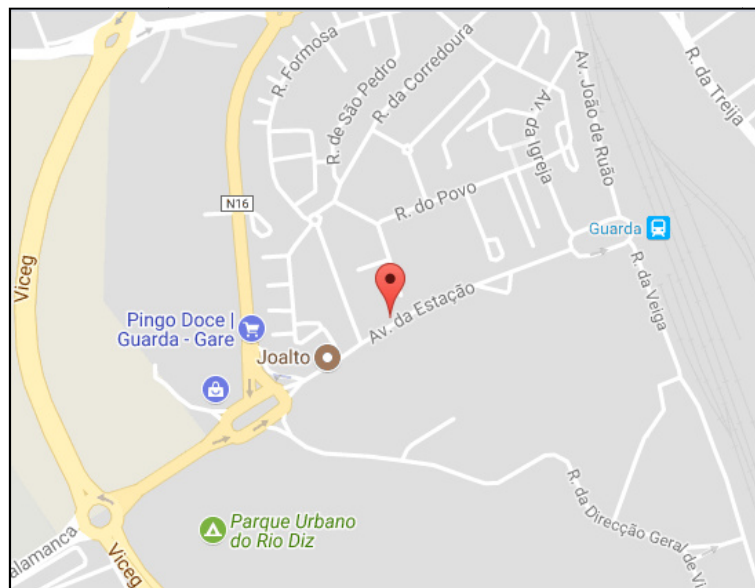 R. Formosa
R. de São Pedro
R. da Corredoura
Av. da Igreja
Av. João de Ruão
R. da Treija
N16
R. do Povo
Guarda
Viceg
R. da Veiga
Pingo Doce |
Guarda - Gare
Av. da Estação
Joalto
Parque Urbano
do Rio Diz
R. da Direcção Geral de Vi
alamanca
Viceg